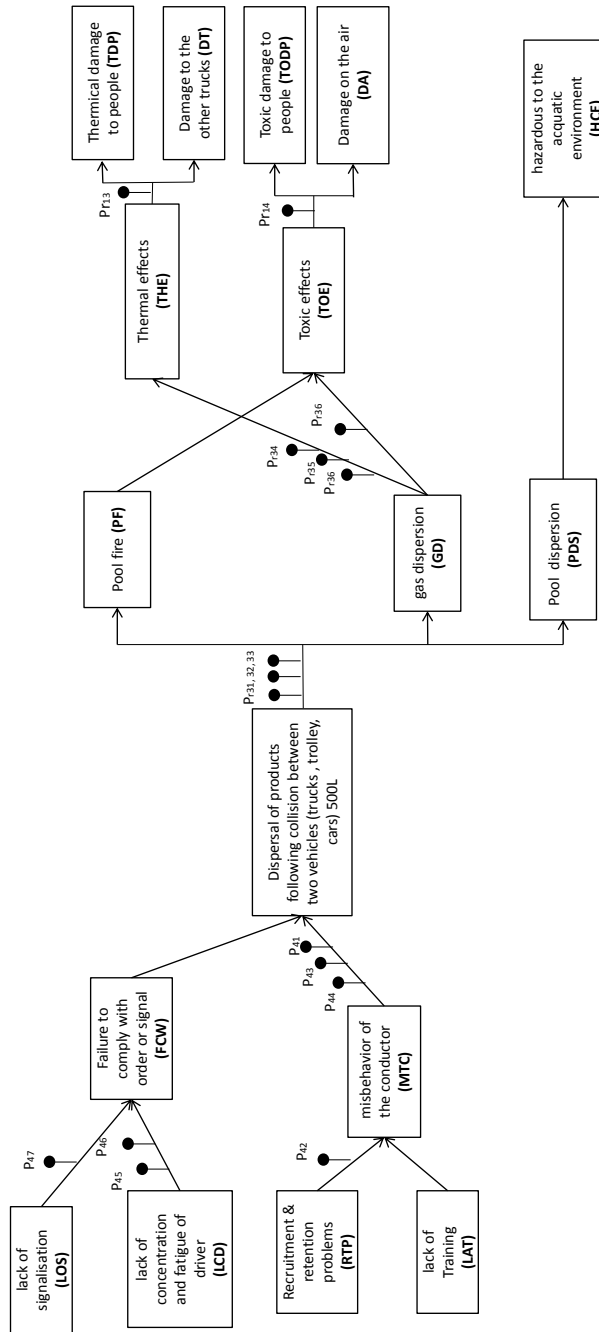 lack of
signalisation
(LOS)
lack of
concentration
and fatigue of
driver
(LCD)
Recruitment &
retention
problems
(RTP)
lack of
Training
(LAT)
P47
P46
P45
P42
Failure to
comply with
order or signal
(FCW)
misbehavior of
the conductor
(MTC)
P41
P43
P44
Dispersal of products
following collision between
two vehicles (trucks , trolley,
cars) 500L
Pr31, 32, 33
Pool fire (PF)
gas dispersion
(GD)
Pool dispersion
(PDS)
Pr34
Pr35
Pr36
Pr36
Thermal effects
(THE)
Toxic effects
(TOE)
Pr13
Pr14
Thermical damage
to people (TDP)
Damage to the
other trucks (DT)
Toxic damage to
people (TODP)
Damage on the air
(DA)
hazardous to the
acquatic
environment
(HCE)